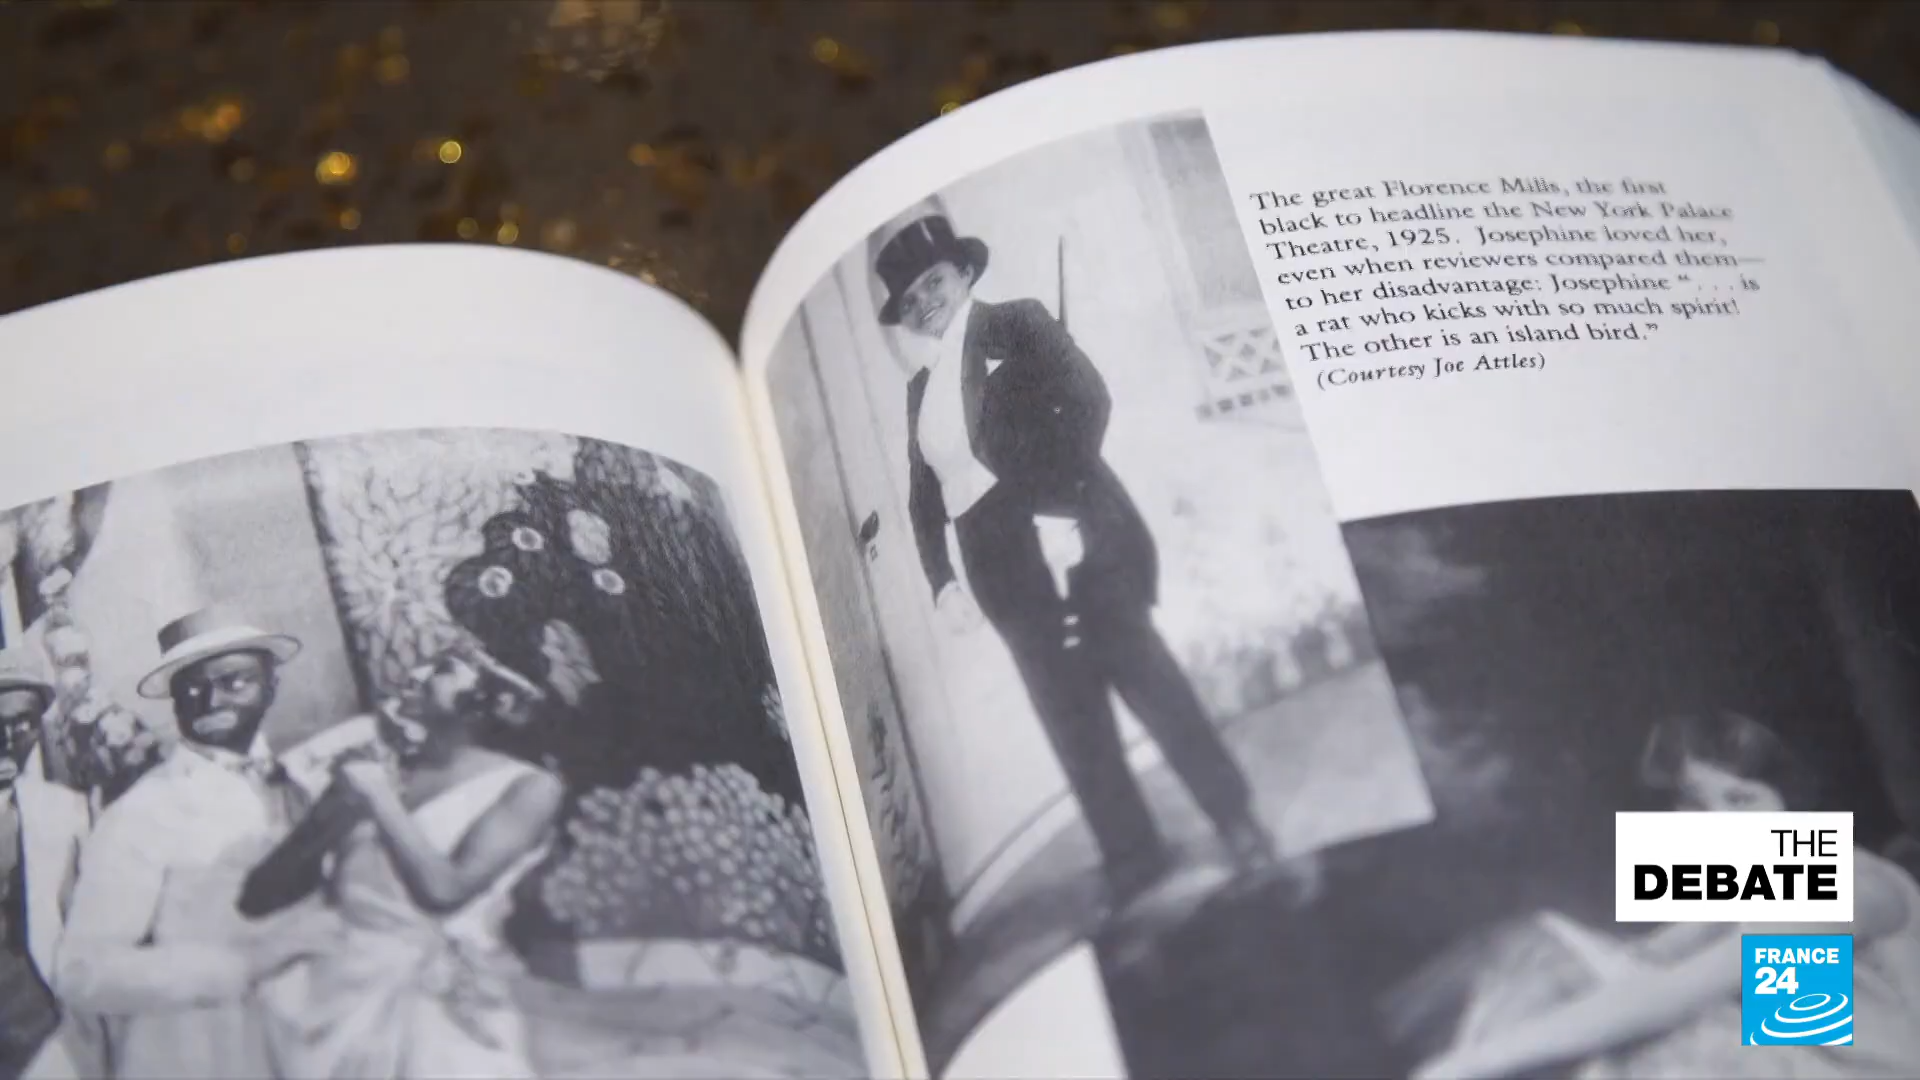 The great Florence Mills, the first
black to headline the New York Palace
Theatre, 1925. Josephine loved her,
even when reviewers compared them—
to her disadvantage: Josephine “ . . . is
a rat who kicks with so much spirit!
The other is an island bird.”
(Courtesy Joe Attles)
THE
DEBATE
FRANCE
24